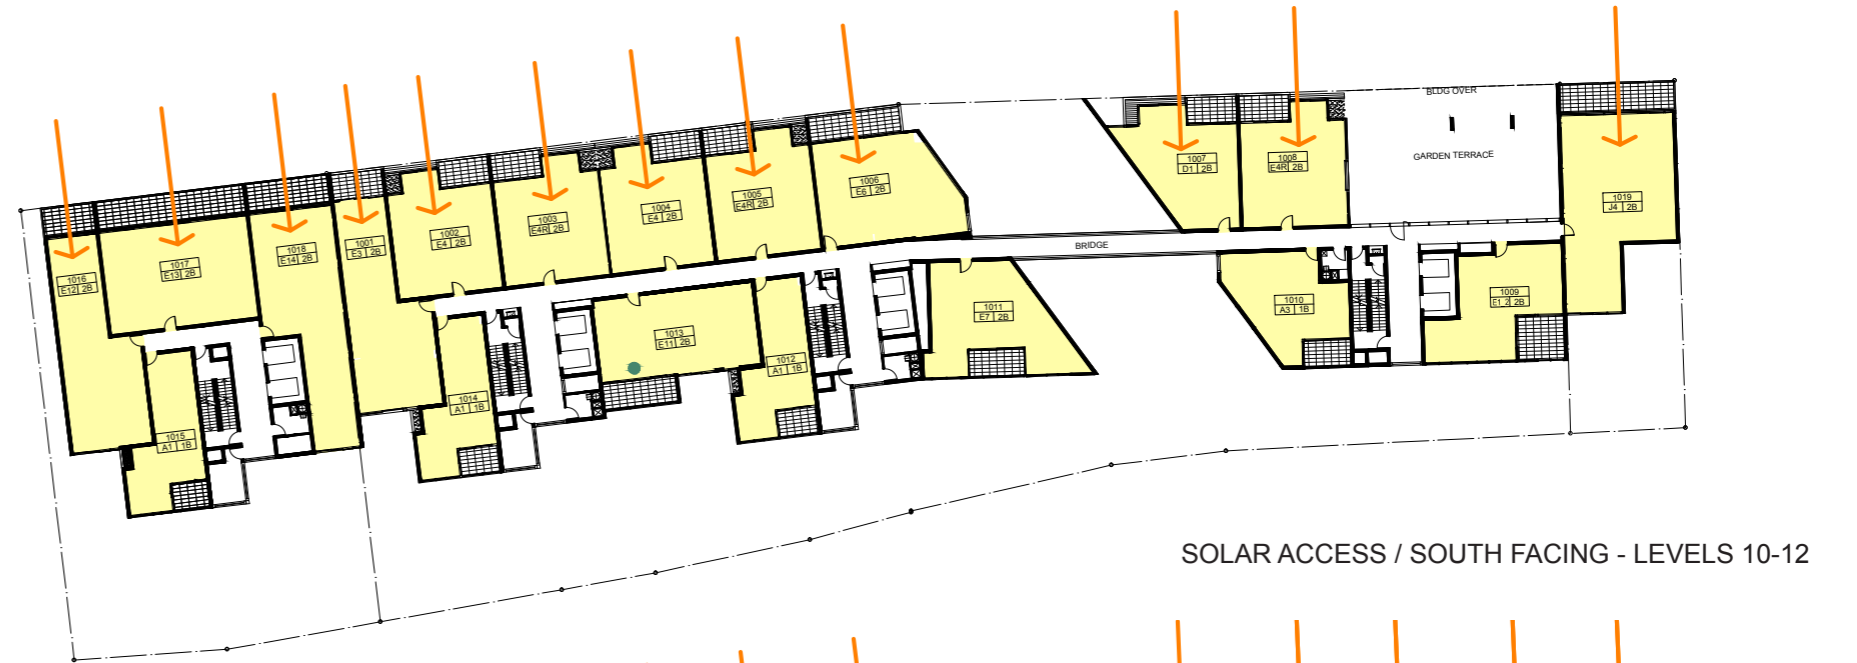 BLDG OVER
GARDEN TERRACE
1007
D1 2B
1008
E4R 2B
1019
J4 2B
1006
E6 2B
1005
E4R 2B
1004
E4 2B
1003
E4R 2B
1002
E4 2B
1001
E3 2B
1018
E14 2B
1017
E13 2B
1016
E12 2B
BRIDGE
1009
E1 2 2B
1010
A3 1B
1011
E7 2B
1013
E11 2B
1012
A1 1B
1014
A1 1B
1015
A1 1B
SOLAR ACCESS / SOUTH FACING - LEVELS 10-12